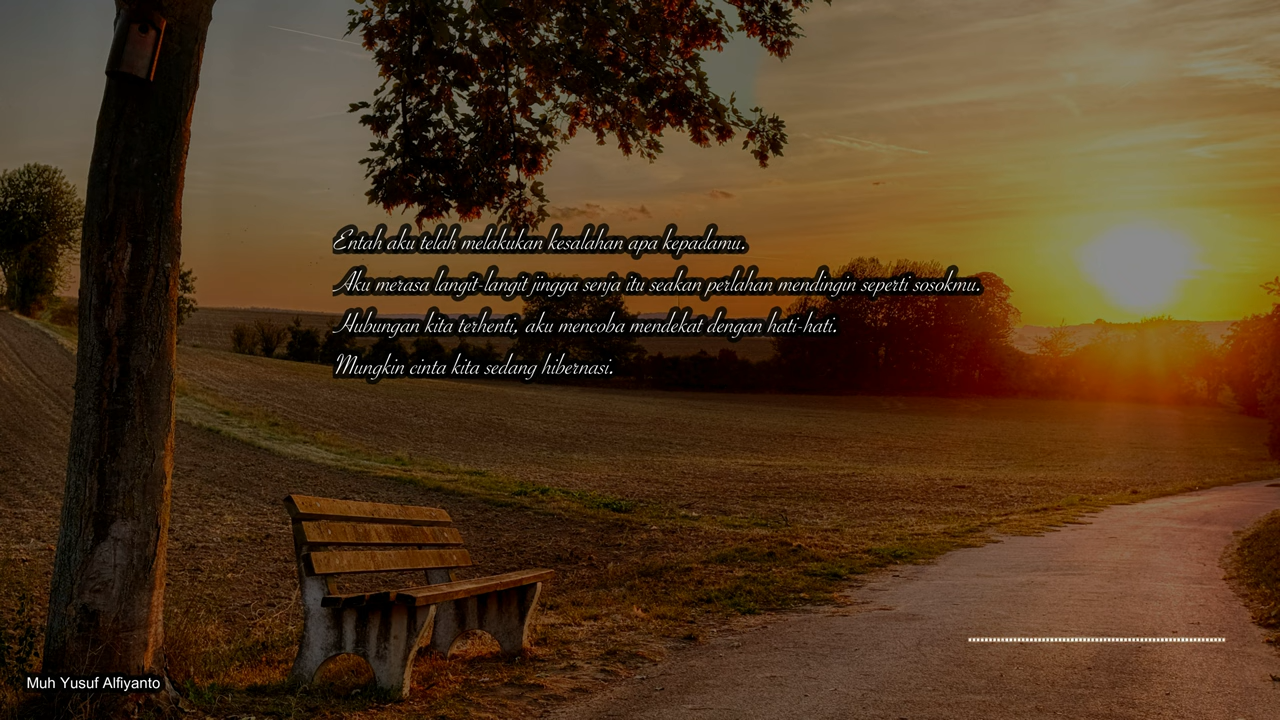 Entah aku telah melakukan kesalahan apa kepadamu.
Aku merasa langit-langit jingga senja itu seakan perlahan mendingin seperti sosokmu.
Hubungan kita terhenti, aku mencoba mendekat dengan hati-hati.
Mungkin cinta kita sedang hibernasi.
Muh Yusuf Alfiyanto